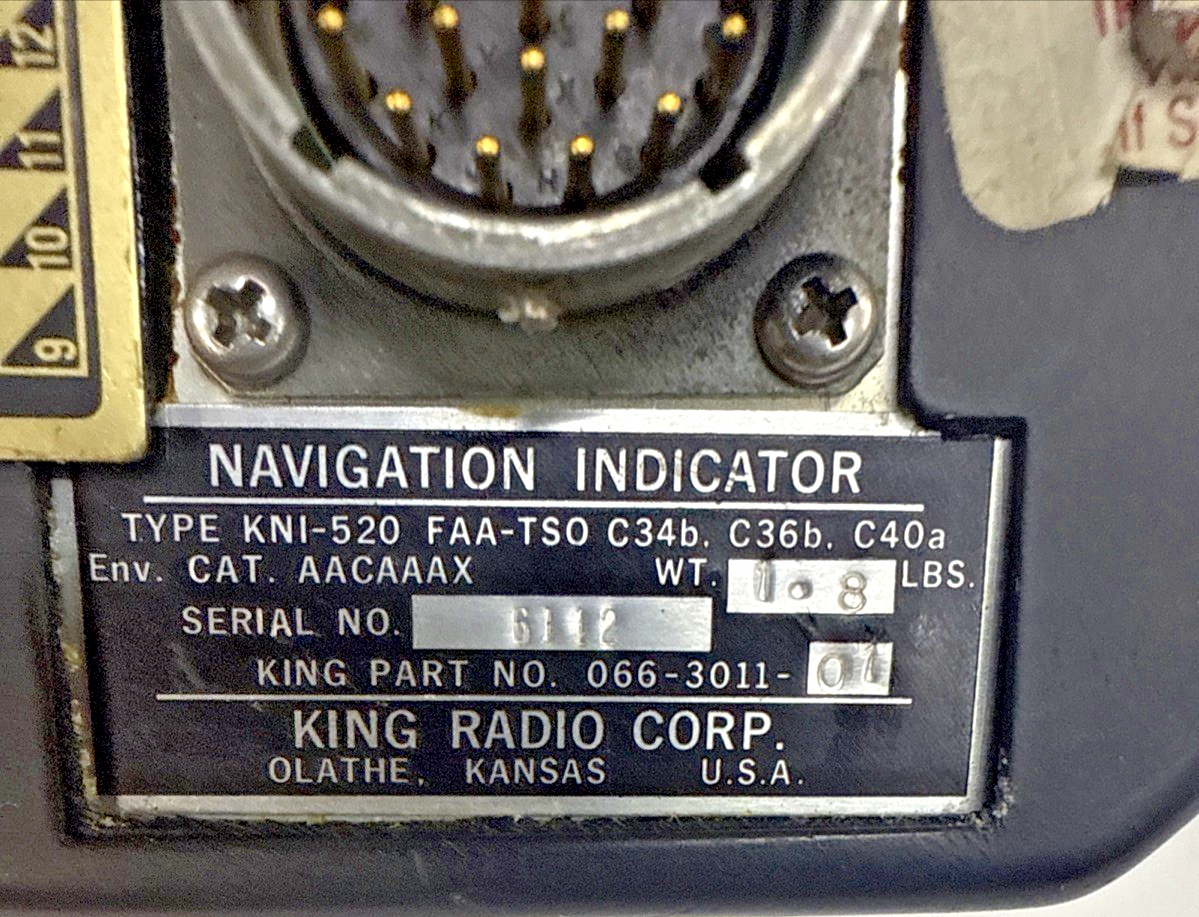 12
11
10
9
If S
NAVIGATION INDICATOR
TYPE KNI-520 FAA-TSO C34b, C36b, C40a
Env. CAT. AACAAAX WT. 1.8 LBS.
SERIAL NO. 6112
KING PART NO. 066-3011-01
KING RADIO CORP.
OLATHE, KANSAS U.S.A.